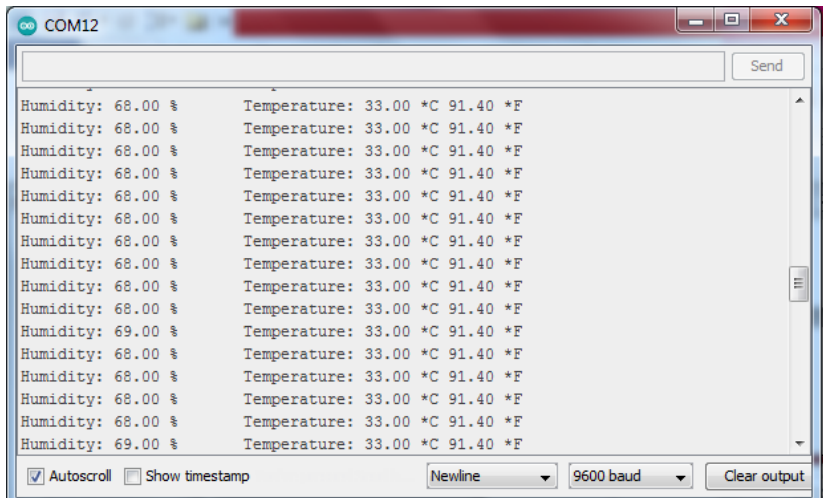 COM12
Send
Humidity: 68.00 % Temperature: 33.00 *C 91.40 *F
Humidity: 68.00 % Temperature: 33.00 *C 91.40 *F
Humidity: 68.00 % Temperature: 33.00 *C 91.40 *F
Humidity: 68.00 % Temperature: 33.00 *C 91.40 *F
Humidity: 68.00 % Temperature: 33.00 *C 91.40 *F
Humidity: 68.00 % Temperature: 33.00 *C 91.40 *F
Humidity: 68.00 % Temperature: 33.00 *C 91.40 *F
Humidity: 68.00 % Temperature: 33.00 *C 91.40 *F
Humidity: 68.00 % Temperature: 33.00 *C 91.40 *F
Humidity: 68.00 % Temperature: 33.00 *C 91.40 *F
Humidity: 69.00 % Temperature: 33.00 *C 91.40 *F
Humidity: 68.00 % Temperature: 33.00 *C 91.40 *F
Humidity: 68.00 % Temperature: 33.00 *C 91.40 *F
Humidity: 68.00 % Temperature: 33.00 *C 91.40 *F
Humidity: 68.00 % Temperature: 33.00 *C 91.40 *F
Humidity: 69.00 % Temperature: 33.00 *C 91.40 *F
Autoscroll Show timestamp Newline 9600 baud Clear output